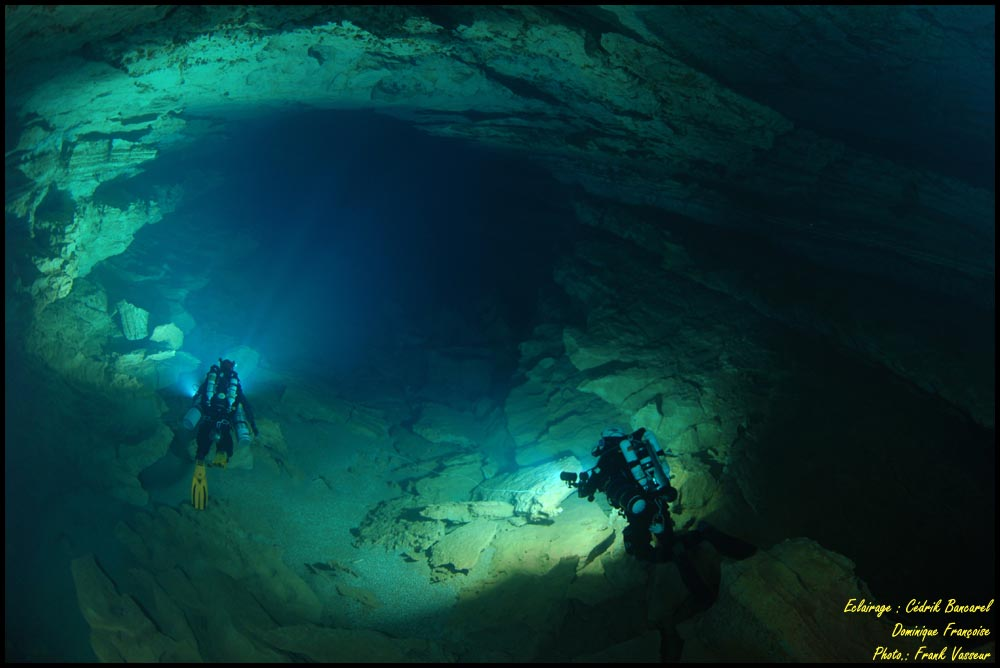 Eclairage : Cédrik Bancarel
Dominique Françoise
Photo.: Frank Vasseur